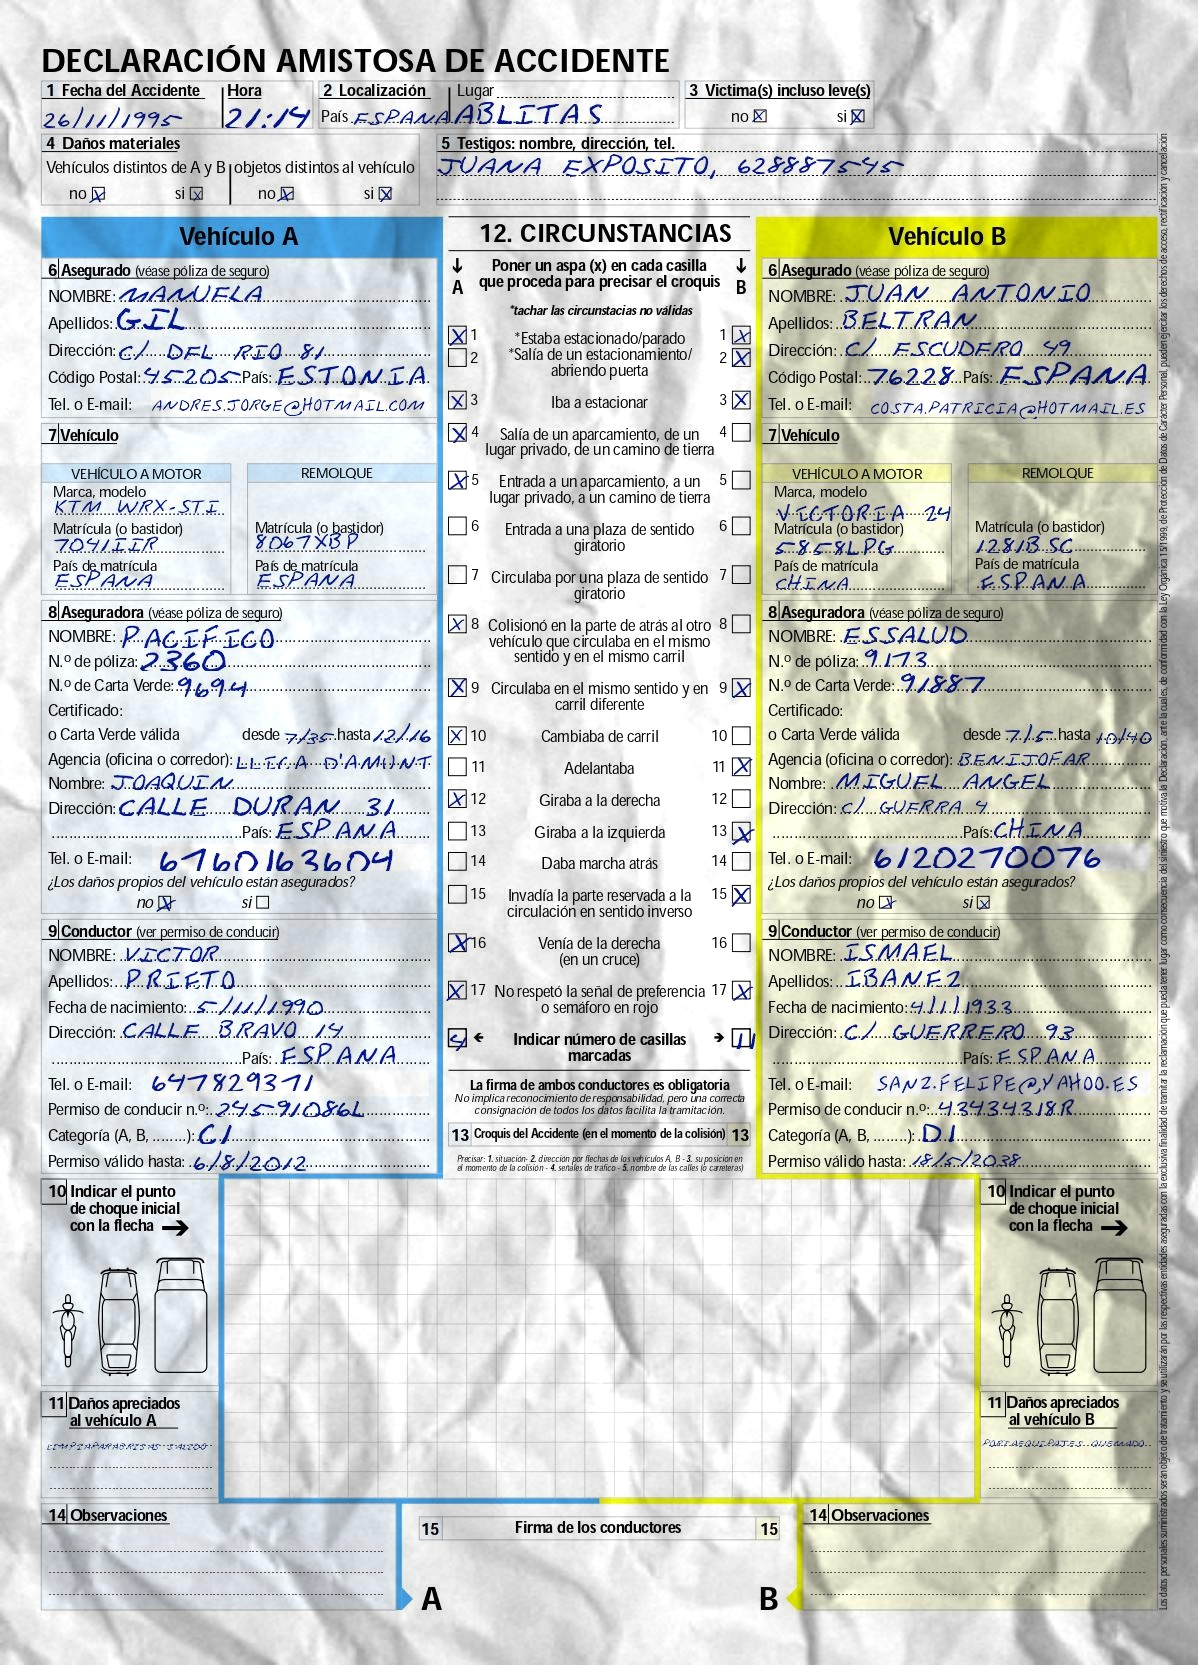 DECLARACIÓN AMISTOSA DE ACCIDENTE
1 Fecha del Accidente Hora 2 Localización Lugar 3 Victima(s) incluso leve(s)
26/11/1995 21:14 País ESPANA ABLITAS no X si X
4 Daños materiales 5 Testigos: nombre, dirección, tel.
Vehículos distintos de A y B objetos distintos al vehículo JUANA EXPOSITO, 628887545
no X si X no X si X
Vehículo A
6 Asegurado (véase póliza de seguro)
NOMBRE: MANUELA
Apellidos: GIL
Dirección: C/ DEL RIO 81
Código Postal: 45205 País: ESTONIA
Tel. o E-mail: ANDRES.JORGE@HOTMAIL.COM
7 Vehículo
VEHÍCULO A MOTOR REMOLQUE
Marca, modelo
KTM WRX-STI
Matrícula (o bastidor) Matrícula (o bastidor)
7041IIR 8067XBP
País de matrícula País de matrícula
ESPANA ESPANA
8 Aseguradora (véase póliza de seguro)
NOMBRE: PACIFICO
N.º de póliza: 2360
N.º de Carta Verde: 9694
Certificado:
o Carta Verde válida desde 7/35 hasta 12/16
Agencia (oficina o corredor): LLICA D'AMUNT
Nombre: JOAQUIN
Dirección: CALLE DURAN 31
País: ESPANA
Tel. o E-mail: 6760163604
¿Los daños propios del vehículo están asegurados?
no X si
9 Conductor (ver permiso de conducir)
NOMBRE: VICTOR
Apellidos: PRIETO
Fecha de nacimiento: 5/11/1990
Dirección: CALLE BRAVO 14
País: ESPANA
Tel. o E-mail: 647829371
Permiso de conducir n.º: 24591086L
Categoría (A, B, ........): C1
Permiso válido hasta: 6/8/2012
12. CIRCUNSTANCIAS
Poner un aspa (x) en cada casilla
A que proceda para precisar el croquis B
*tachar las circunstacias no válidas
X 1 *Estaba estacionado/parado 1 X
2 *Salía de un estacionamiento/ 2 X
abriendo puerta
X 3 Iba a estacionar 3 X
X 4 Salía de un aparcamiento, de un 4
lugar privado, de un camino de tierra
X 5 Entrada a un aparcamiento, a un 5
lugar privado, a un camino de tierra
6 Entrada a una plaza de sentido 6
giratorio
7 Circulaba por una plaza de sentido 7
giratorio
X 8 Colisionó en la parte de atrás al otro 8
vehículo que circulaba en el mismo
sentido y en el mismo carril
X 9 Circulaba en el mismo sentido y en 9 X
carril diferente
X 10 Cambiaba de carril 10
11 Adelantaba 11 X
X 12 Giraba a la derecha 12
13 Giraba a la izquierda 13 X
14 Daba marcha atrás 14
15 Invadía la parte reservada a la 15 X
circulación en sentido inverso
X 16 Venía de la derecha 16
(en un cruce)
X 17 No respetó la señal de preferencia 17 X
o semáforo en rojo
4 Indicar número de casillas 11
marcadas
La firma de ambos conductores es obligatoria
No implica reconocimiento de responsabilidad, pero una correcta
consignación de todos los datos facilita la tramitación.
13 Croquis del Accidente (en el momento de la colisión) 13
Precisar: 1. situación- 2. dirección por flechas de los vehículos A, B - 3. su posición en
el momento de la colisión - 4. señales de tráfico - 5. nombre de las calles (o carreteras)
Vehículo B
6 Asegurado (véase póliza de seguro)
NOMBRE: JUAN ANTONIO
Apellidos: BELTRAN
Dirección: C/ ESCUDERO 49
Código Postal: 76228 País: ESPANA
Tel. o E-mail: COSTA.PATRICIA@HOTMAIL.ES
7 Vehículo
VEHÍCULO A MOTOR REMOLQUE
Marca, modelo
VICTORIA 24
Matrícula (o bastidor) Matrícula (o bastidor)
5858LPG 1281BSC
País de matrícula País de matrícula
CHINA ESPANA
8 Aseguradora (véase póliza de seguro)
NOMBRE: ESSALUD
N.º de póliza: 9173
N.º de Carta Verde: 91887
Certificado:
o Carta Verde válida desde 7/5 hasta 10/40
Agencia (oficina o corredor): BENIJOFAR
Nombre: MIGUEL ANGEL
Dirección: C/ GUERRA 4
País: CHINA
Tel. o E-mail: 6120270076
¿Los daños propios del vehículo están asegurados?
no X si X
9 Conductor (ver permiso de conducir)
NOMBRE: ISMAEL
Apellidos: IBANEZ
Fecha de nacimiento: 4/1/1933
Dirección: C/ GUERRERO 93
País: ESPANA
Tel. o E-mail: SANZ.FELIPE@YAHOO.ES
Permiso de conducir n.º: 43434318R
Categoría (A, B, ........): D1
Permiso válido hasta: 18/5/2038
10 Indicar el punto
de choque inicial
con la flecha
11 Daños apreciados
al vehículo A
LIMPIAPARABRISAS SALIDO
10 Indicar el punto
de choque inicial
con la flecha
11 Daños apreciados
al vehículo B
PORTAEQUIPAJES QUEMADO
14 Observaciones
15 Firma de los conductores 15
A B
14 Observaciones
Los datos personales suministrados serán objeto de tratamiento y se utilizarán por las respectivas entidades aseguradas con la exclusiva finalidad de tramitar la reclamación que pueda tener lugar como consecuencia del siniestro que motiva la Declaración, ante la cuales, de conformidad con la Ley Orgánica 15/1999, de Protección de Datos de Carácter Personal, pueden ejercitar los derechos de acceso, rectificación y cancelación